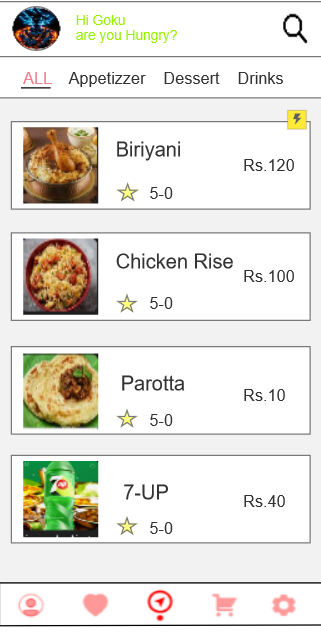 Hi Goku
are you Hungry?
ALL Appetizzer Dessert Drinks
Biriyani
Rs.120
5-0
Chicken Rise
Rs.100
5-0
Parotta
Rs.10
5-0
7-UP
Rs.40
5-0